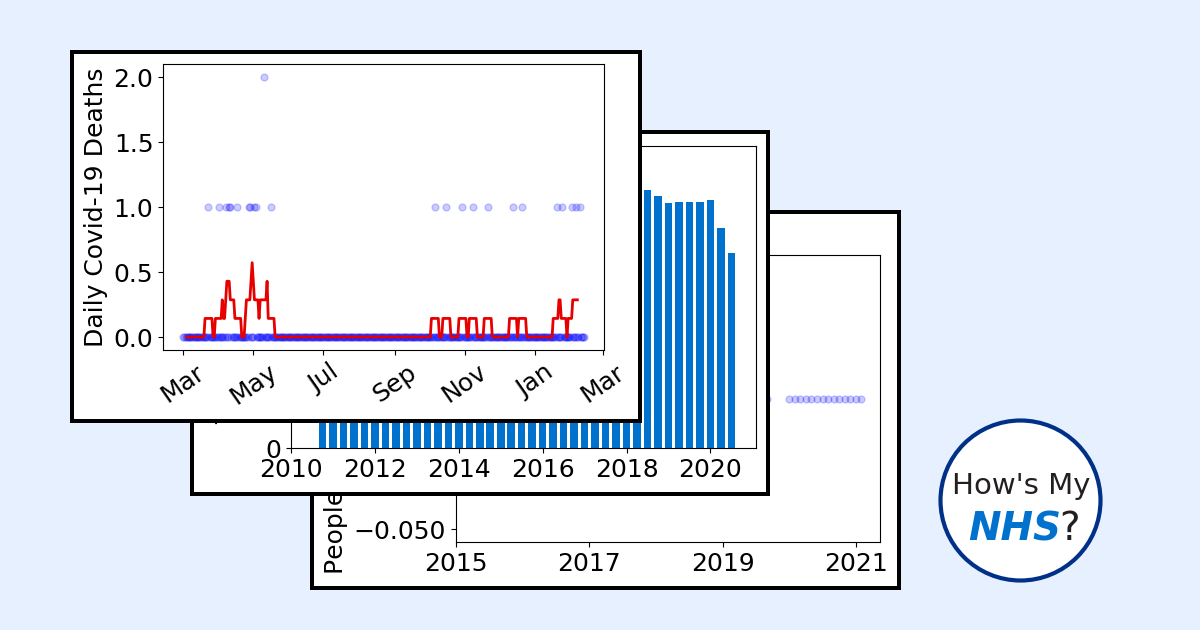 Daily Covid-19 Deaths
2.0
1.5
1.0
0.5
0.0
Mar May Jul Sep Nov Jan Mar
0
2010 2012 2014 2016 2018 2020
People
−0.050
2015 2017 2019 2021
How's My
NHS?